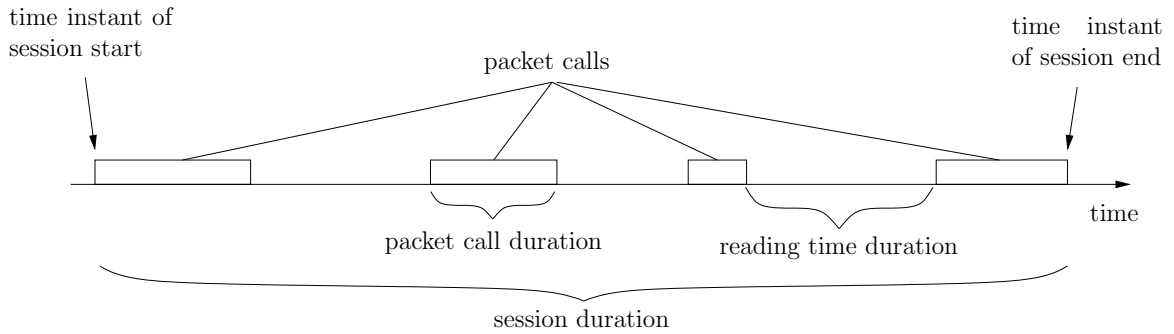 time instant of
session start
time instant
of session end
packet calls
time
packet call duration
reading time duration
session duration